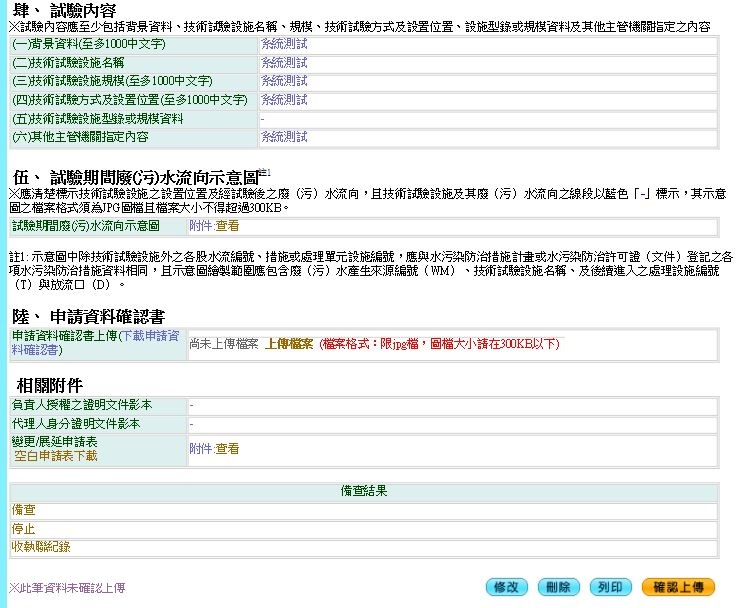 肆、 試驗內容
※試驗內容應至少包括背景資料、技術試驗設施名稱、規模、技術試驗方式及設置位置、設施型錄或規模資料及其他主管機關指定之內容
(一)背景資料(至多1000中文字) 系統測試
(二)技術試驗設施名稱 系統測試
(三)技術試驗設施規模(至多1000中文字) 系統測試
(四)技術試驗方式及設置位置(至多1000中文字) 系統測試
(五)技術試驗設施型錄或規模資料 -
(六)其他主管機關指定內容 系統測試
伍、 試驗期間廢(污)水流向示意圖註1
※應清楚標示技術試驗設施之設置位置及經試驗後之廢（污）水流向，且技術試驗設施及其廢（污）水流向之線段以藍色「-」標示，其示意
圖之檔案格式須為JPG圖檔且檔案大小不得超過300KB。
試驗期間廢(污)水流向示意圖 附件:查看
註1: 示意圖中除技術試驗設施外之各股水流編號、措施或處理單元設施編號，應與水污染防治措施計畫或水污染防治許可證（文件）登記之各
項水污染防治措施資料相同，且示意圖繪製範圍應包含廢（污）水產生來源編號（WM）、技術試驗設施名稱、及後續進入之處理設施編號
（T）與放流口（D）。
陸、 申請資料確認書
申請資料確認書上傳(下載申請資
料確認書) 尚未上傳檔案 上傳檔案 (檔案格式：限jpg檔，圖檔大小請在300KB以下)
相關附件
負責人授權之證明文件影本 -
代理人身分證明文件影本 -
變更/展延申請表
空白申請表下載 附件:查看
備查結果
備查
停止
收執聯紀錄
※此筆資料未確認上傳 修改 刪除 列印 確認上傳